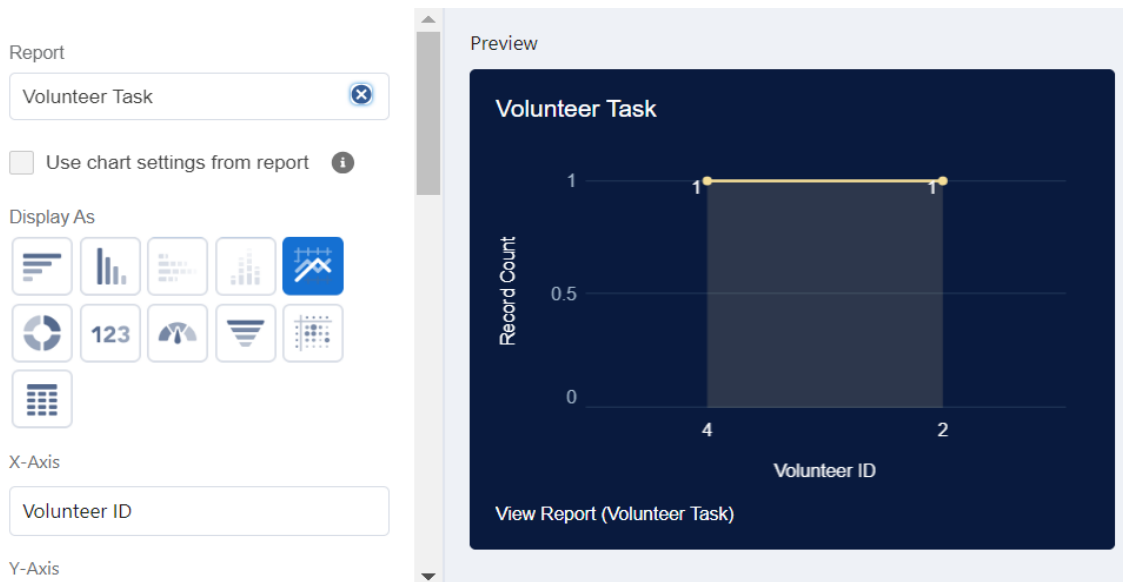 Report
Volunteer Task
Use chart settings from report
Display As
123
X-Axis
Volunteer ID
Y-Axis
Preview
Volunteer Task
1
1
1
0.5
0
Record Count
4
2
Volunteer ID
View Report (Volunteer Task)